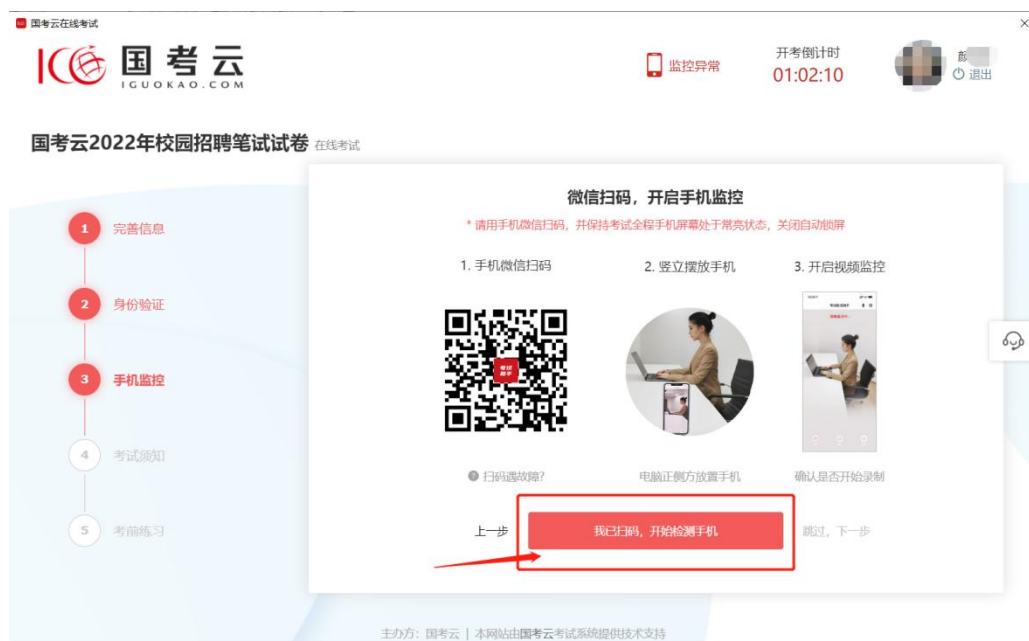 国考云在线考试
国考云
IGUOKAO.COM
监控异常
开考倒计时
01:02:10
颜
退出
国考云2022年校园招聘笔试试卷 在线考试
1 完善信息
2 身份验证
3 手机监控
4 考试须知
5 考前练习
微信扫码，开启手机监控
* 请用手机微信扫码，并保持考试全程手机屏幕处于常亮状态，关闭自动锁屏
1. 手机微信扫码
2. 竖立摆放手机
3. 开启视频监控
考试
助手
扫码遇故障?
电脑正侧方放置手机
确认是否开始录制
上一步
我已扫码，开始检测手机
跳过，下一步
主办方：国考云 | 本网站由国考云考试系统提供技术支持